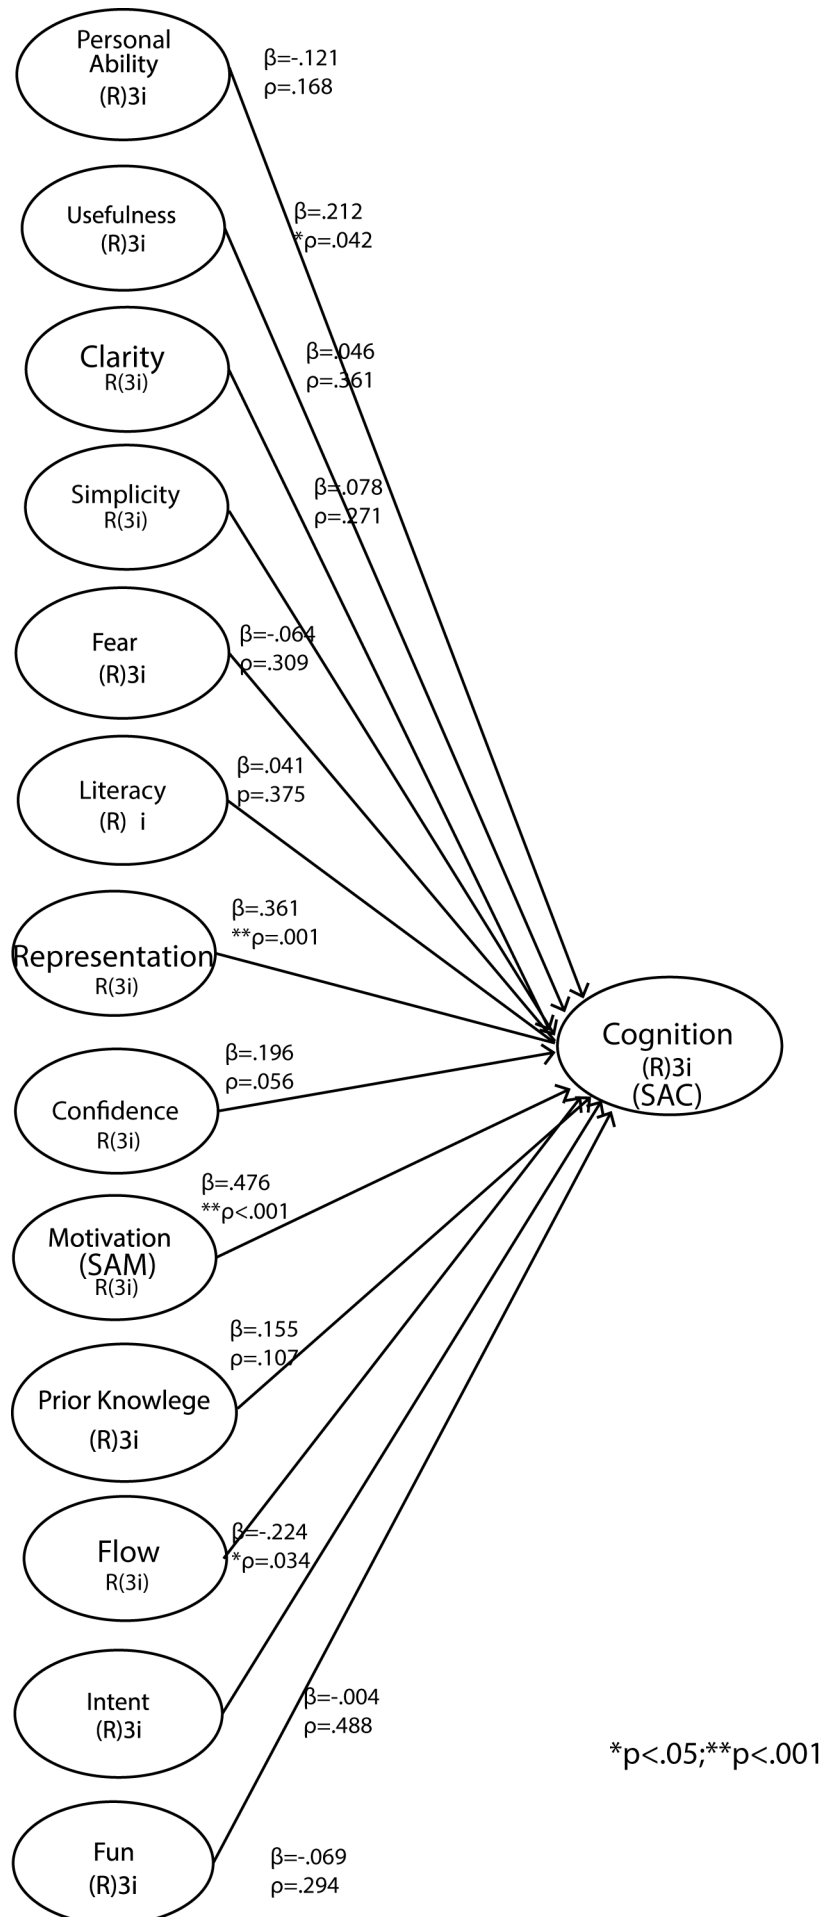 Personal
Ability
(R)3i
β=-.121
ρ=.168
Usefulness
(R)3i
β=.212
*ρ=.042
Clarity
R(3i)
β=.046
ρ=.361
Simplicity
R(3i)
β=.078
ρ=.271
Fear
(R)3i
β=-.064
ρ=.309
Literacy
(R) i
β=.041
p=.375
Representation
R(3i)
β=.361
**ρ=.001
Confidence
R(3i)
β=.196
ρ=.056
Cognition
(R)3i
(SAC)
Motivation
(SAM)
R(3i)
β=.476
**ρ<.001
Prior Knowlege
(R)3i
β=.155
ρ=.107
Flow
R(3i)
β=-.224
*ρ=.034
Intent
(R)3i
β=-.004
ρ=.488
*p<.05;**p<.001
Fun
(R)3i
β=-.069
ρ=.294